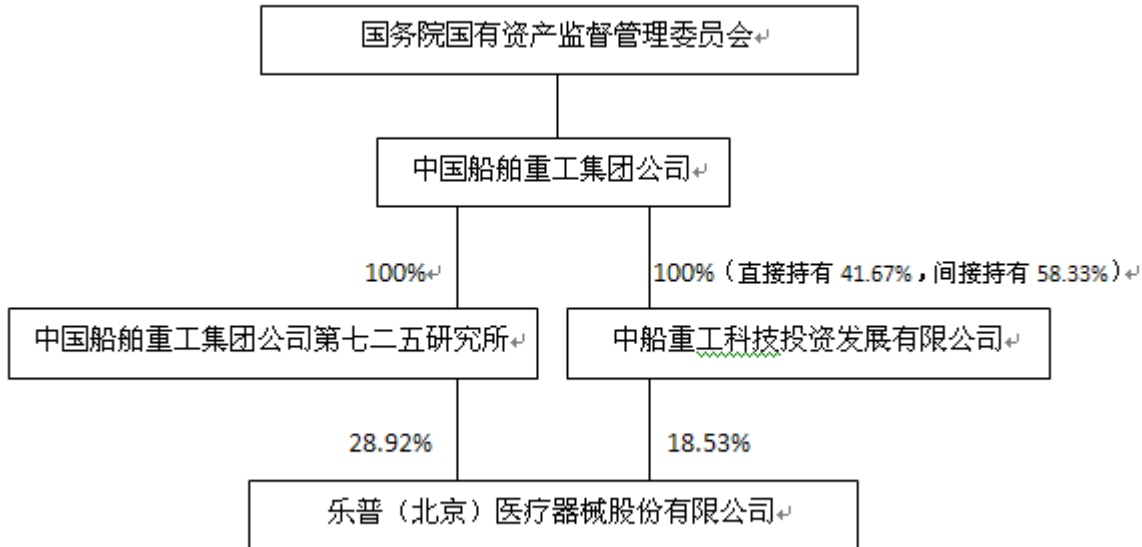 国务院国有资产监督管理委员会
中国船舶重工集团公司
100%
100%（直接持有 41.67%，间接持有 58.33%）
中国船舶重工集团公司第七二五研究所
中船重工科技投资发展有限公司
28.92%
18.53%
乐普（北京）医疗器械股份有限公司